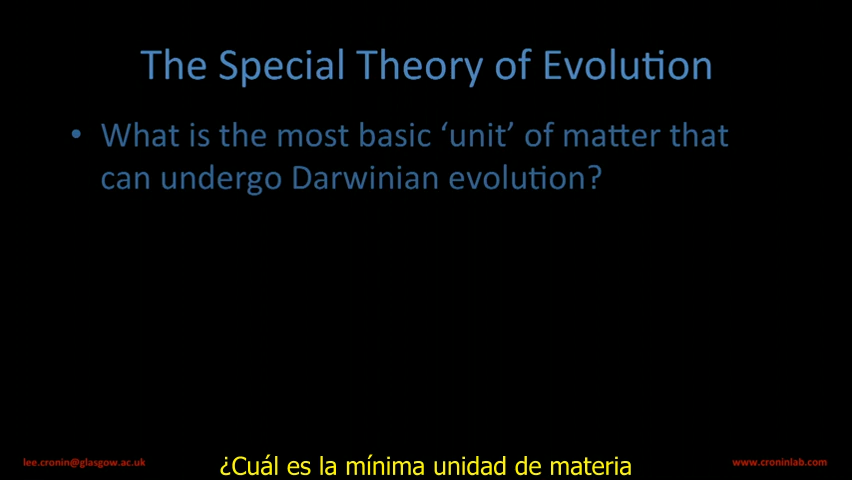 The Special Theory of Evolution
• What is the most basic ‘unit’ of matter that
can undergo Darwinian evolution?
lee.cronin@glasgow.ac.uk
¿Cuál es la mínima unidad de materia
www.croninlab.com